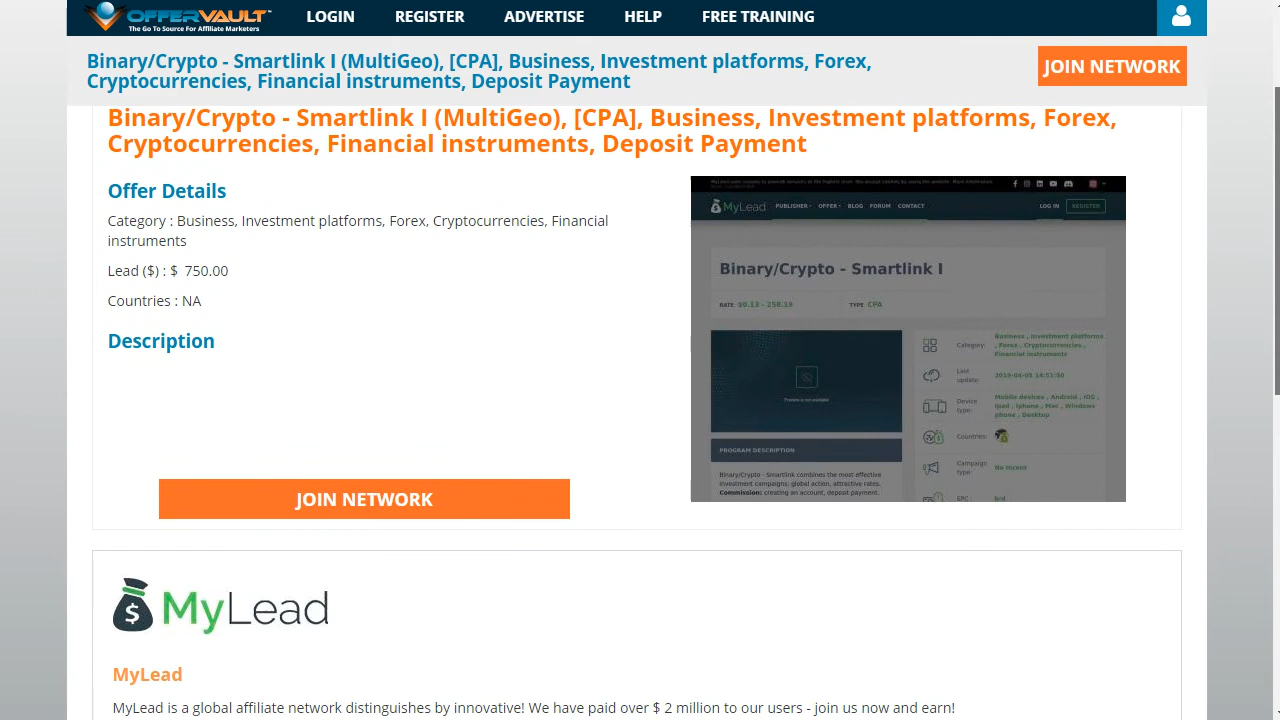 OFFERVAULT™
The Go To Source For Affiliate Marketers
LOGIN
REGISTER
ADVERTISE
HELP
FREE TRAINING
Binary/Crypto - Smartlink I (MultiGeo), [CPA], Business, Investment platforms, Forex,
Cryptocurrencies, Financial instruments, Deposit Payment
JOIN NETWORK
Binary/Crypto - Smartlink I (MultiGeo), [CPA], Business, Investment platforms, Forex,
Cryptocurrencies, Financial instruments, Deposit Payment
Offer Details
Category : Business, Investment platforms, Forex, Cryptocurrencies, Financial
instruments
Lead ($) : $ 750.00
Countries : NA
Description
JOIN NETWORK
MyLead
PUBLISHER
OFFER
BLOG
FORUM
CONTACT
LOG IN
REGISTER
Binary/Crypto - Smartlink I
RATE $0.13 - 258.19
TYPE CPA
Preview is not available
Category:
Business , Investment platforms
, Forex , Cryptocurrencies ,
Financial instruments
Last
update:
2019-04-05 14:51:50
Device
type:
Mobile devices , Android , iOS ,
Ipad , Iphone , Mac , Windows
phone , Desktop
Countries:
Campaign
type:
No Incent
EPC :
PROGRAM DESCRIPTION
Binary/Crypto - Smartlink combines the most effective
investment campaigns: global action, attractive rates.
Commission: creating an account, deposit payment.
MyLead
MyLead
MyLead is a global affiliate network distinguishes by innovative! We have paid over $ 2 million to our users - join us now and earn!